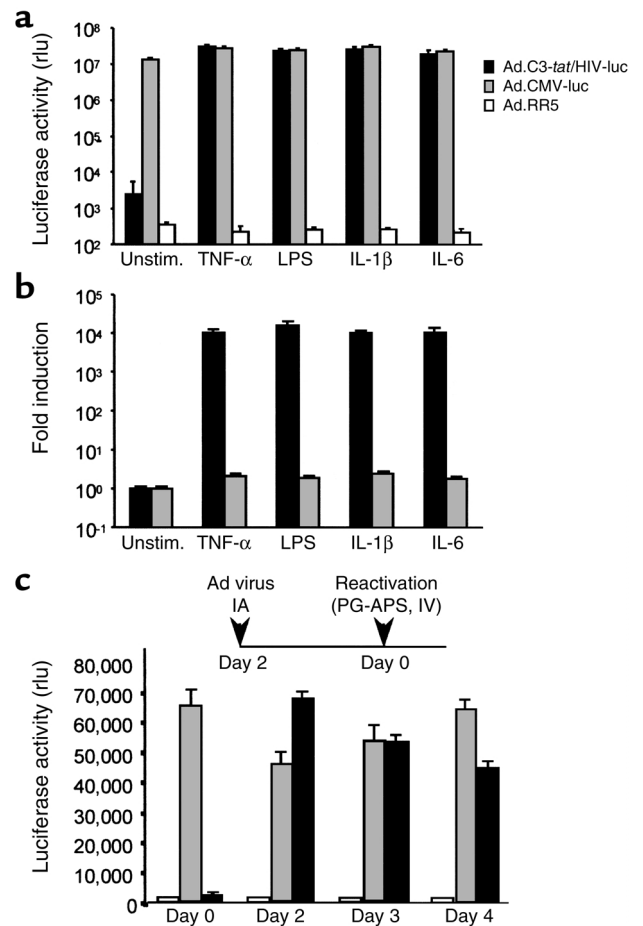 a
Luciferase activity (rlu)
10⁸
10⁷
10⁶
10⁵
10⁴
10³
10²
Unstim. TNF-α LPS IL-1β IL-6
Ad.C3-tat/HIV-luc
Ad.CMV-luc
Ad.RR5
b
Fold induction
10⁵
10⁴
10³
10²
10¹
10⁰
10⁻¹
Unstim. TNF-α LPS IL-1β IL-6
c
Ad virus
IA
Reactivation
(PG-APS, IV)
Day 2 Day 0
Luciferase activity (rlu)
80,000
70,000
60,000
50,000
40,000
30,000
20,000
10,000
0
Day 0 Day 2 Day 3 Day 4